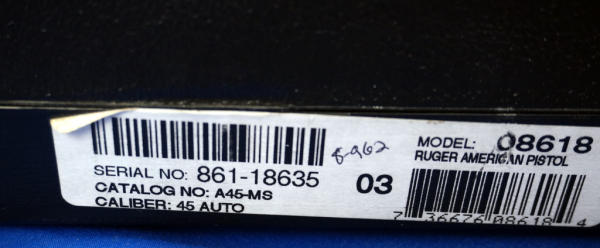 SERIAL NO: 861-18635
CATALOG NO: A45-MS
CALIBER: 45 AUTO
8-962
03
MODEL: 08618
RUGER AMERICAN PISTOL
7 36676 08618 4